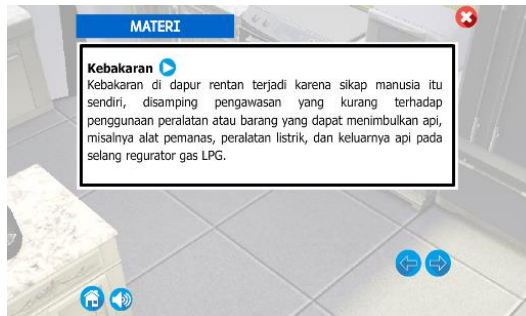 MATERI
Kebakaran
Kebakaran di dapur rentan terjadi karena sikap manusia itu
sendiri, disamping pengawasan yang kurang terhadap
penggunaan peralatan atau barang yang dapat menimbulkan api,
misalnya alat pemanas, peralatan listrik, dan keluarnya api pada
selang regurator gas LPG.